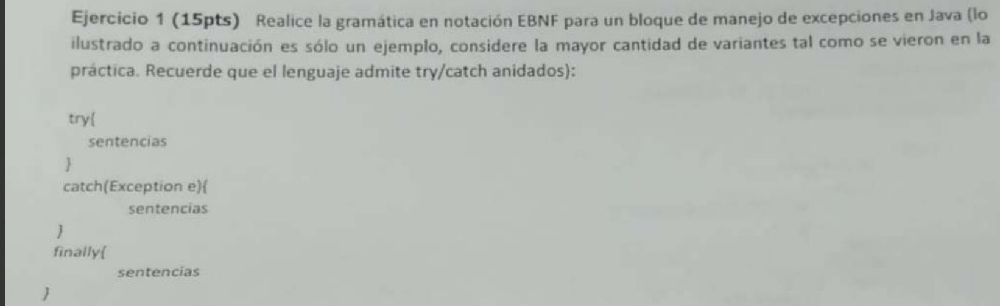 Ejercicio 1 (15pts) Realice la gramática en notación EBNF para un bloque de manejo de excepciones en Java (lo
ilustrado a continuación es sólo un ejemplo, considere la mayor cantidad de variantes tal como se vieron en la
práctica. Recuerde que el lenguaje admite try/catch anidados):
try{
sentencias
}
catch(Exception e){
sentencias
}
finally{
sentencias
}